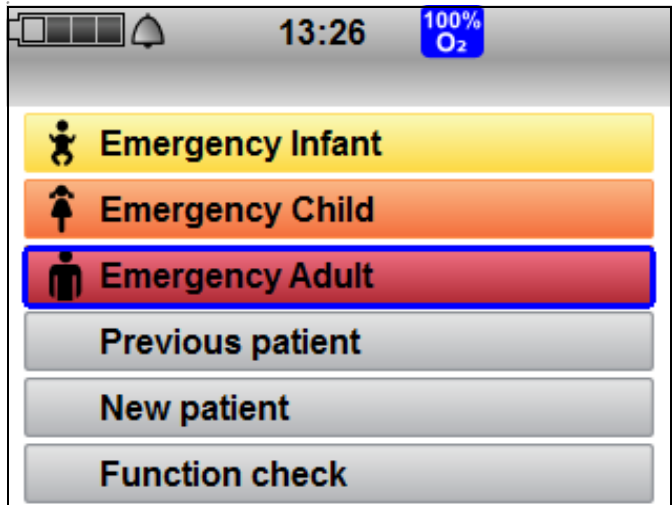 13:26
100%
O₂
Emergency Infant
Emergency Child
Emergency Adult
Previous patient
New patient
Function check